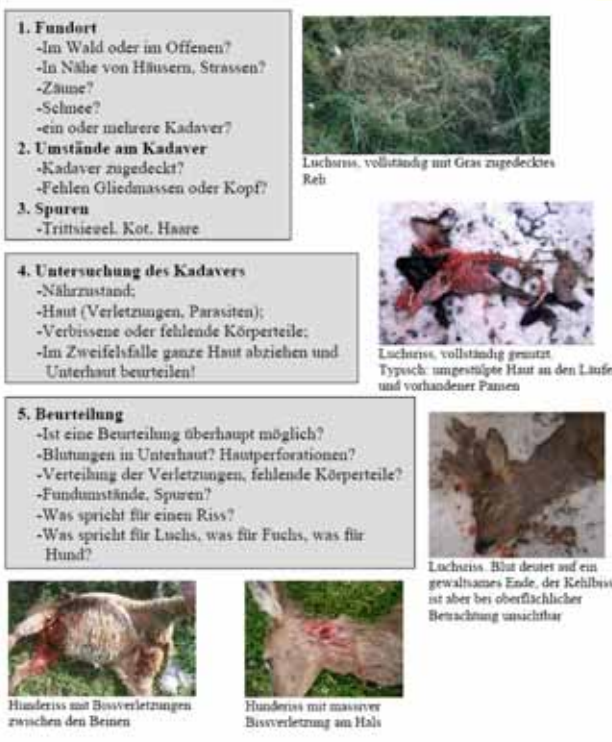 1. Fundort
-Im Wald oder im Offenen?
-In Nähe von Häusern, Strassen?
-Zäune?
-Schnee?
-ein oder mehrere Kadaver?
2. Umstände am Kadaver
-Kadaver zugedeckt?
-Fehlen Gliedmassen oder Kopf?
3. Spuren
-Trittsiegel. Kot. Haare
Luchsriss, vollständig mit Gras zugedecktes
Reh
4. Untersuchung des Kadavers
-Nährzustand;
-Haut (Verletzungen, Parasiten);
-Verbissene oder fehlende Körperteile;
-Im Zweifelsfalle ganze Haut abziehen und
Unterhaut beurteilen!
Luchsriss, vollständig genutzt.
Typisch: umgestülpte Haut an den Läufe
und vorhandener Pansen
5. Beurteilung
-Ist eine Beurteilung überhaupt möglich?
-Blutungen in Unterhaut? Hautperforationen?
-Verteilung der Verletzungen, fehlende Körperteile?
-Fundumstände, Spuren?
-Was spricht für einen Riss?
-Was spricht für Luchs, was für Fuchs, was für
Hund?
Luchsriss. Blut deutet auf ein
gewaltsames Ende, der Kehlbiss
ist aber bei oberflächlicher
Betrachtung unsichtbar
Hunderiss mit Bissverletzungen
zwischen den Beinen
Hunderiss mit massiver
Bissverletzung am Hals